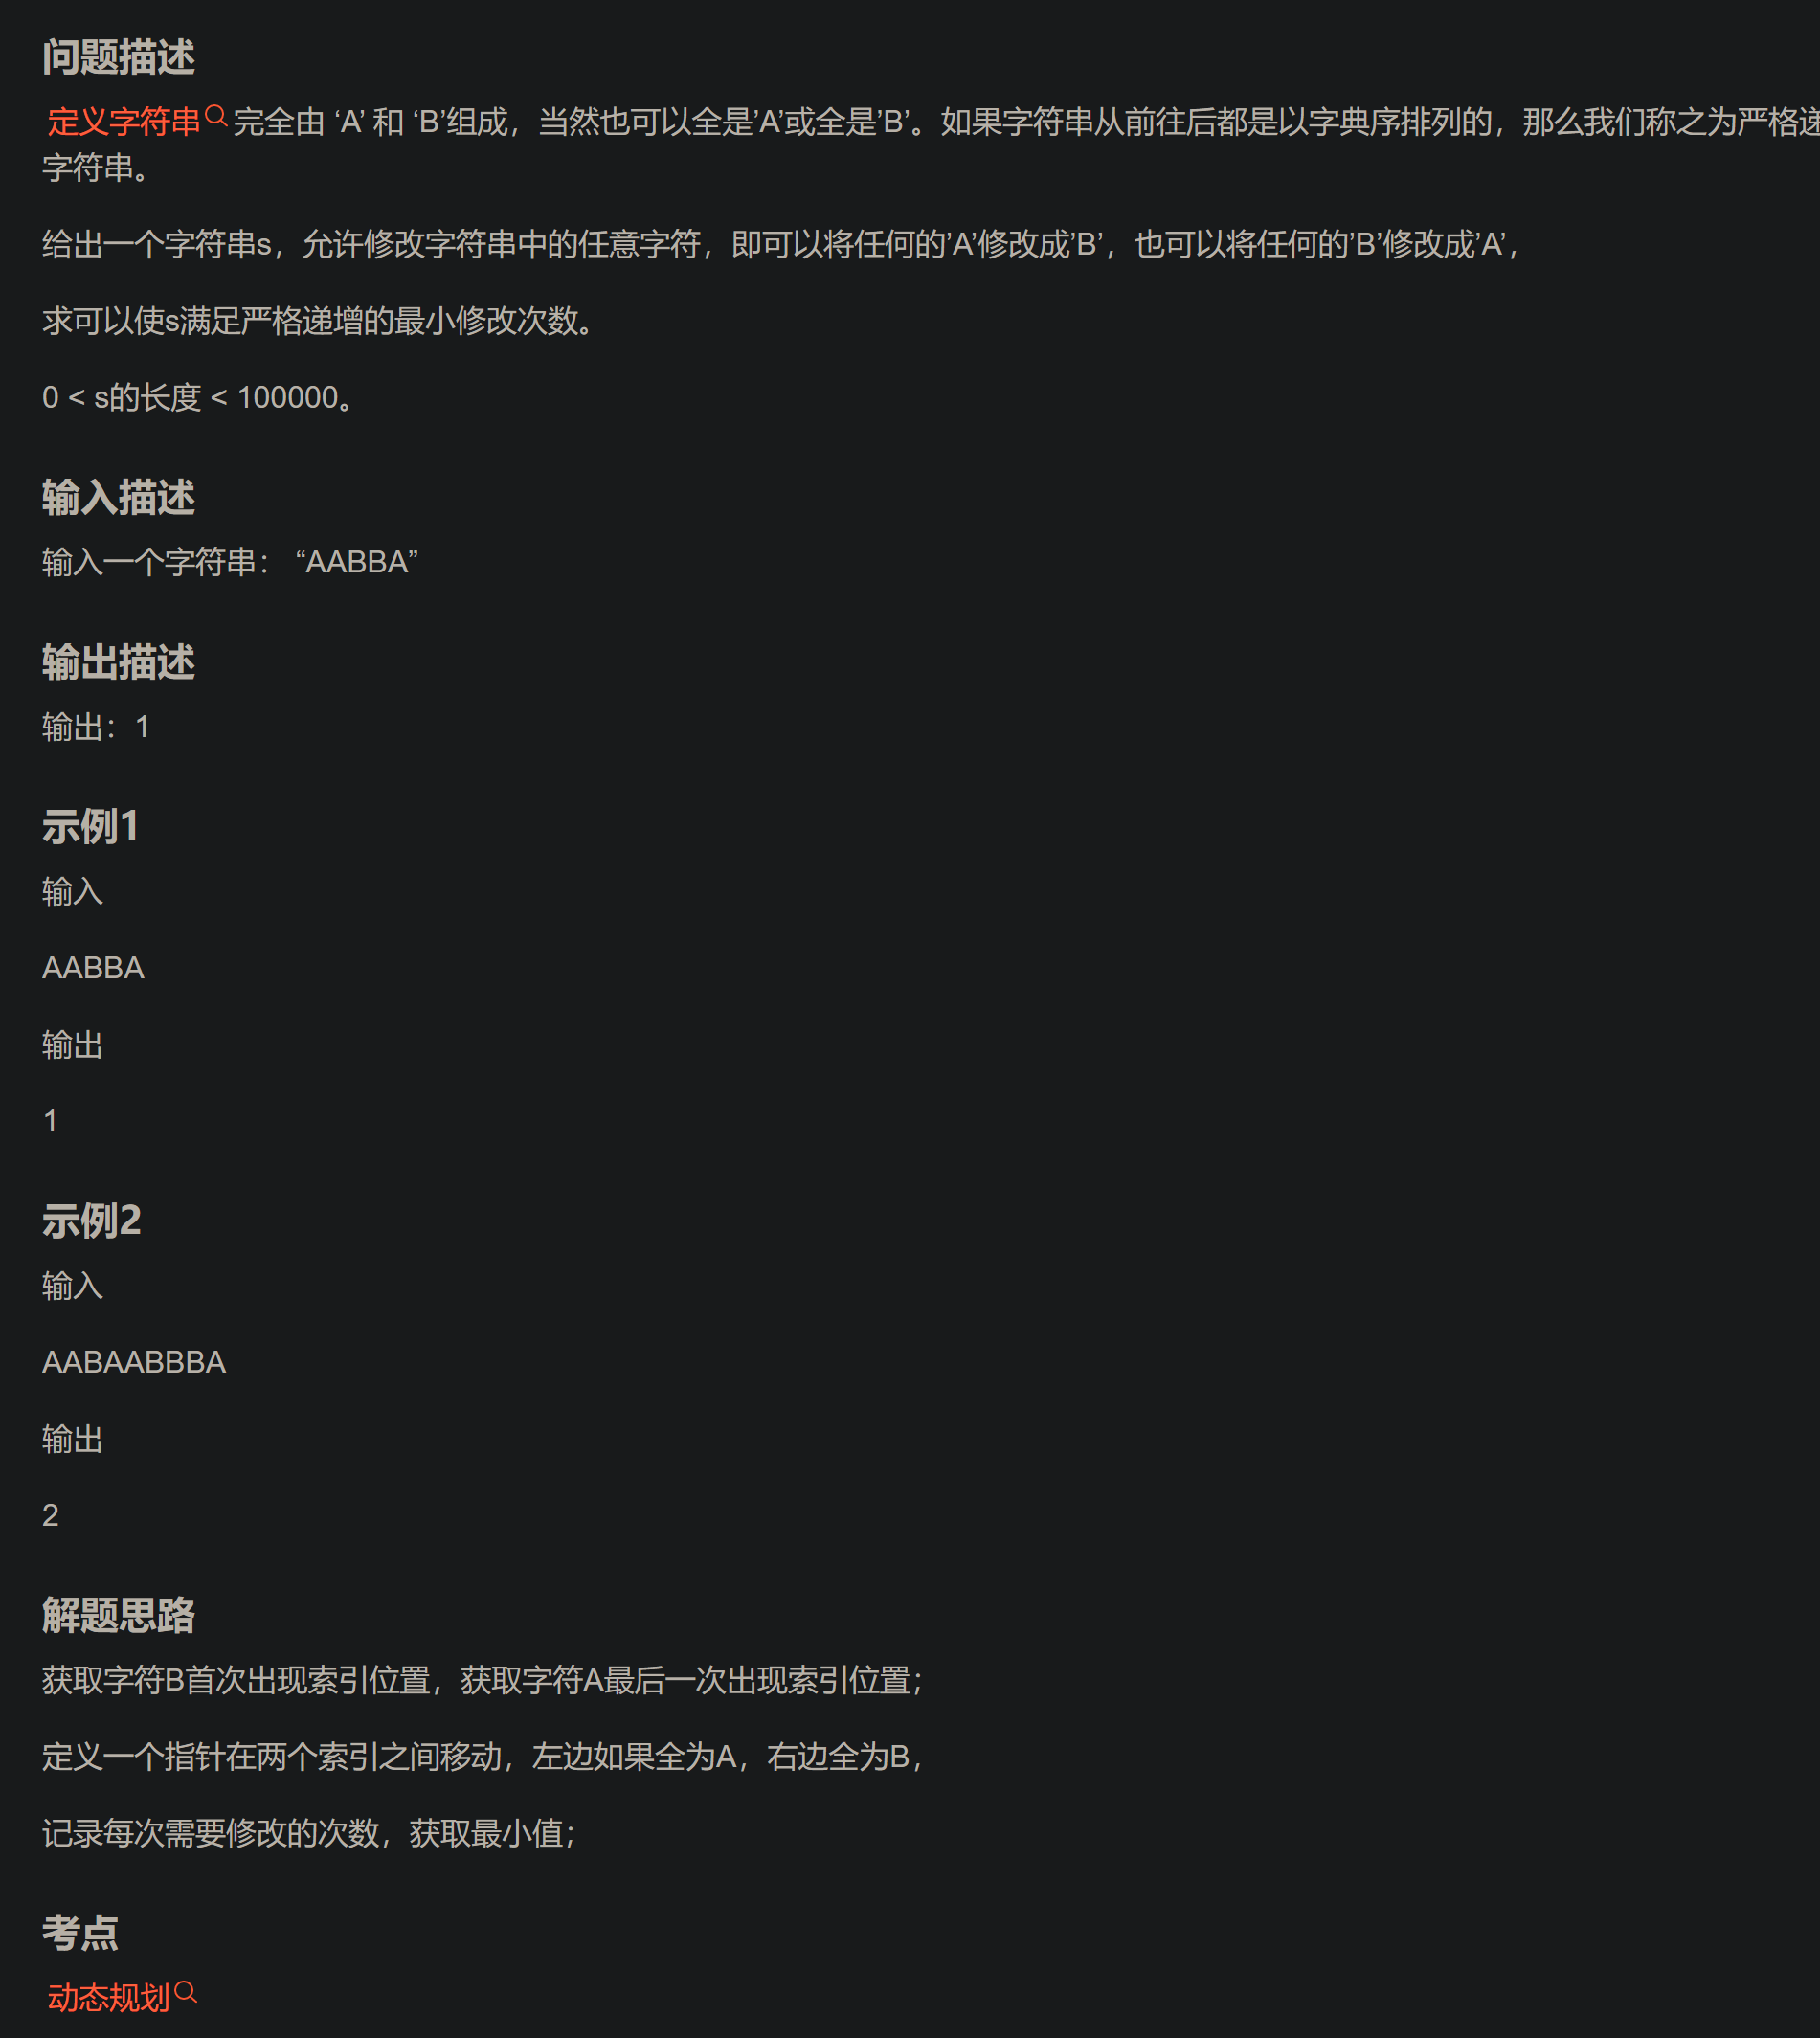 问题描述
定义字符串完全由 ‘A’ 和 ‘B’组成，当然也可以全是’A’或全是’B’。如果字符串从前往后都是以字典序排列的，那么我们称之为严格递
字符串。
给出一个字符串s，允许修改字符串中的任意字符，即可以将任何的’A’修改成’B’，也可以将任何的’B’修改成’A’，
求可以使s满足严格递增的最小修改次数。
0 < s的长度 < 100000。
输入描述
输入一个字符串： “AABBA”
输出描述
输出：1
示例1
输入
AABBA
输出
1
示例2
输入
AABAABBBA
输出
2
解题思路
获取字符B首次出现索引位置，获取字符A最后一次出现索引位置；
定义一个指针在两个索引之间移动，左边如果全为A，右边全为B，
记录每次需要修改的次数，获取最小值；
考点
动态规划